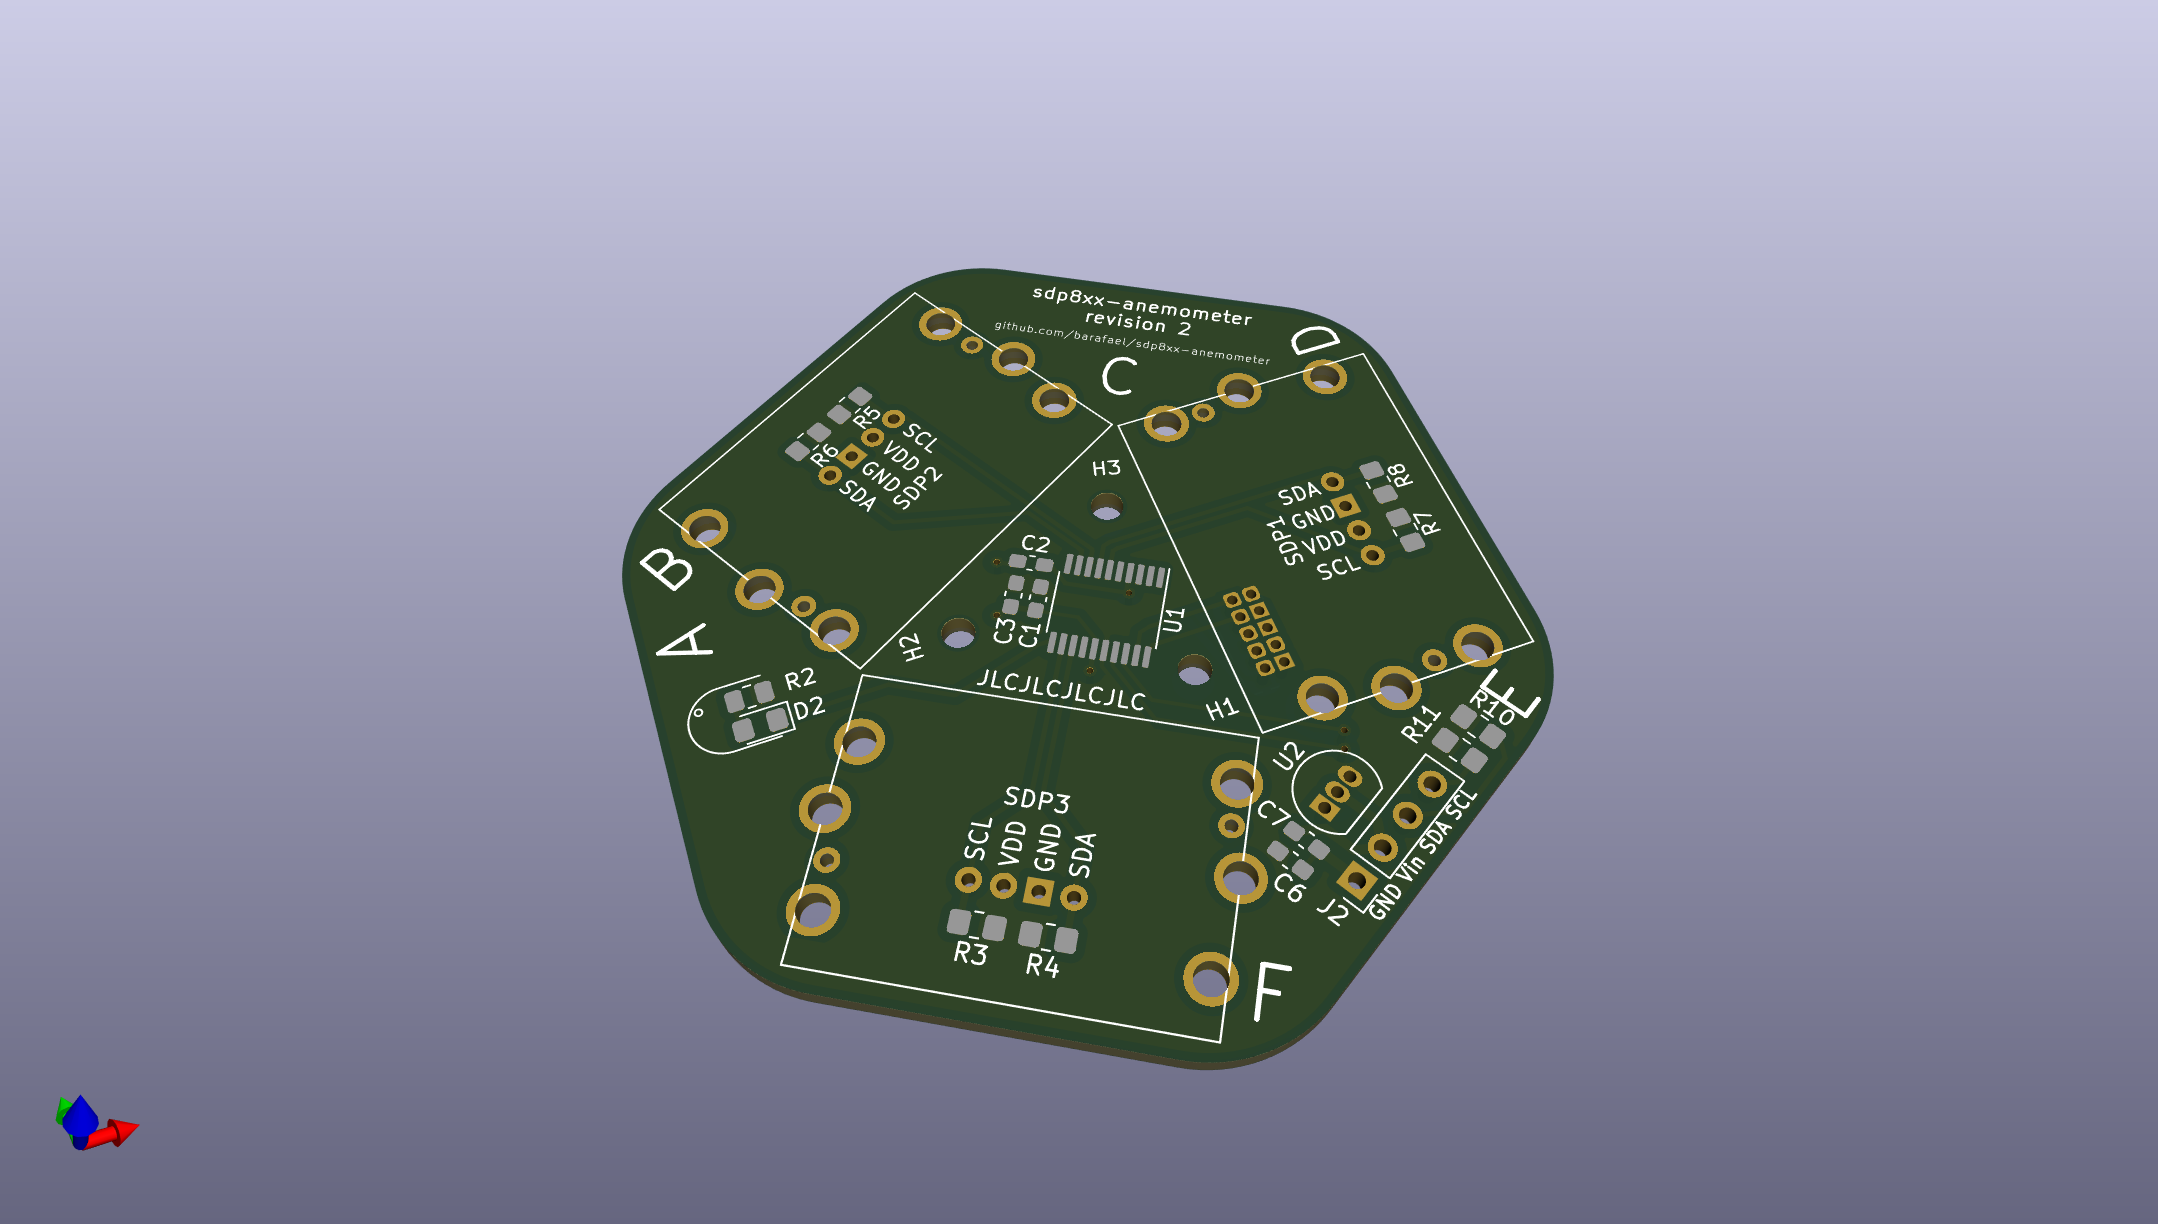 sdp8xx-anemometer
revision 2
github.com/barafael/sdp8xx-anemometer
D
C
R5
R6
SCL
VDD
GND
SDA
SDP2
H3
R8
R7
SDA
GND
VDD
SCL
SDP1
B
A
C2
C3
C1
U1
H2
H1
JLCJLCJLCJLC
R2
D2
E
R10
R11
U2
SDP3
SCL
VDD
GND
SDA
C7
C6
J2
GND Vin SDA SCL
R3
R4
F